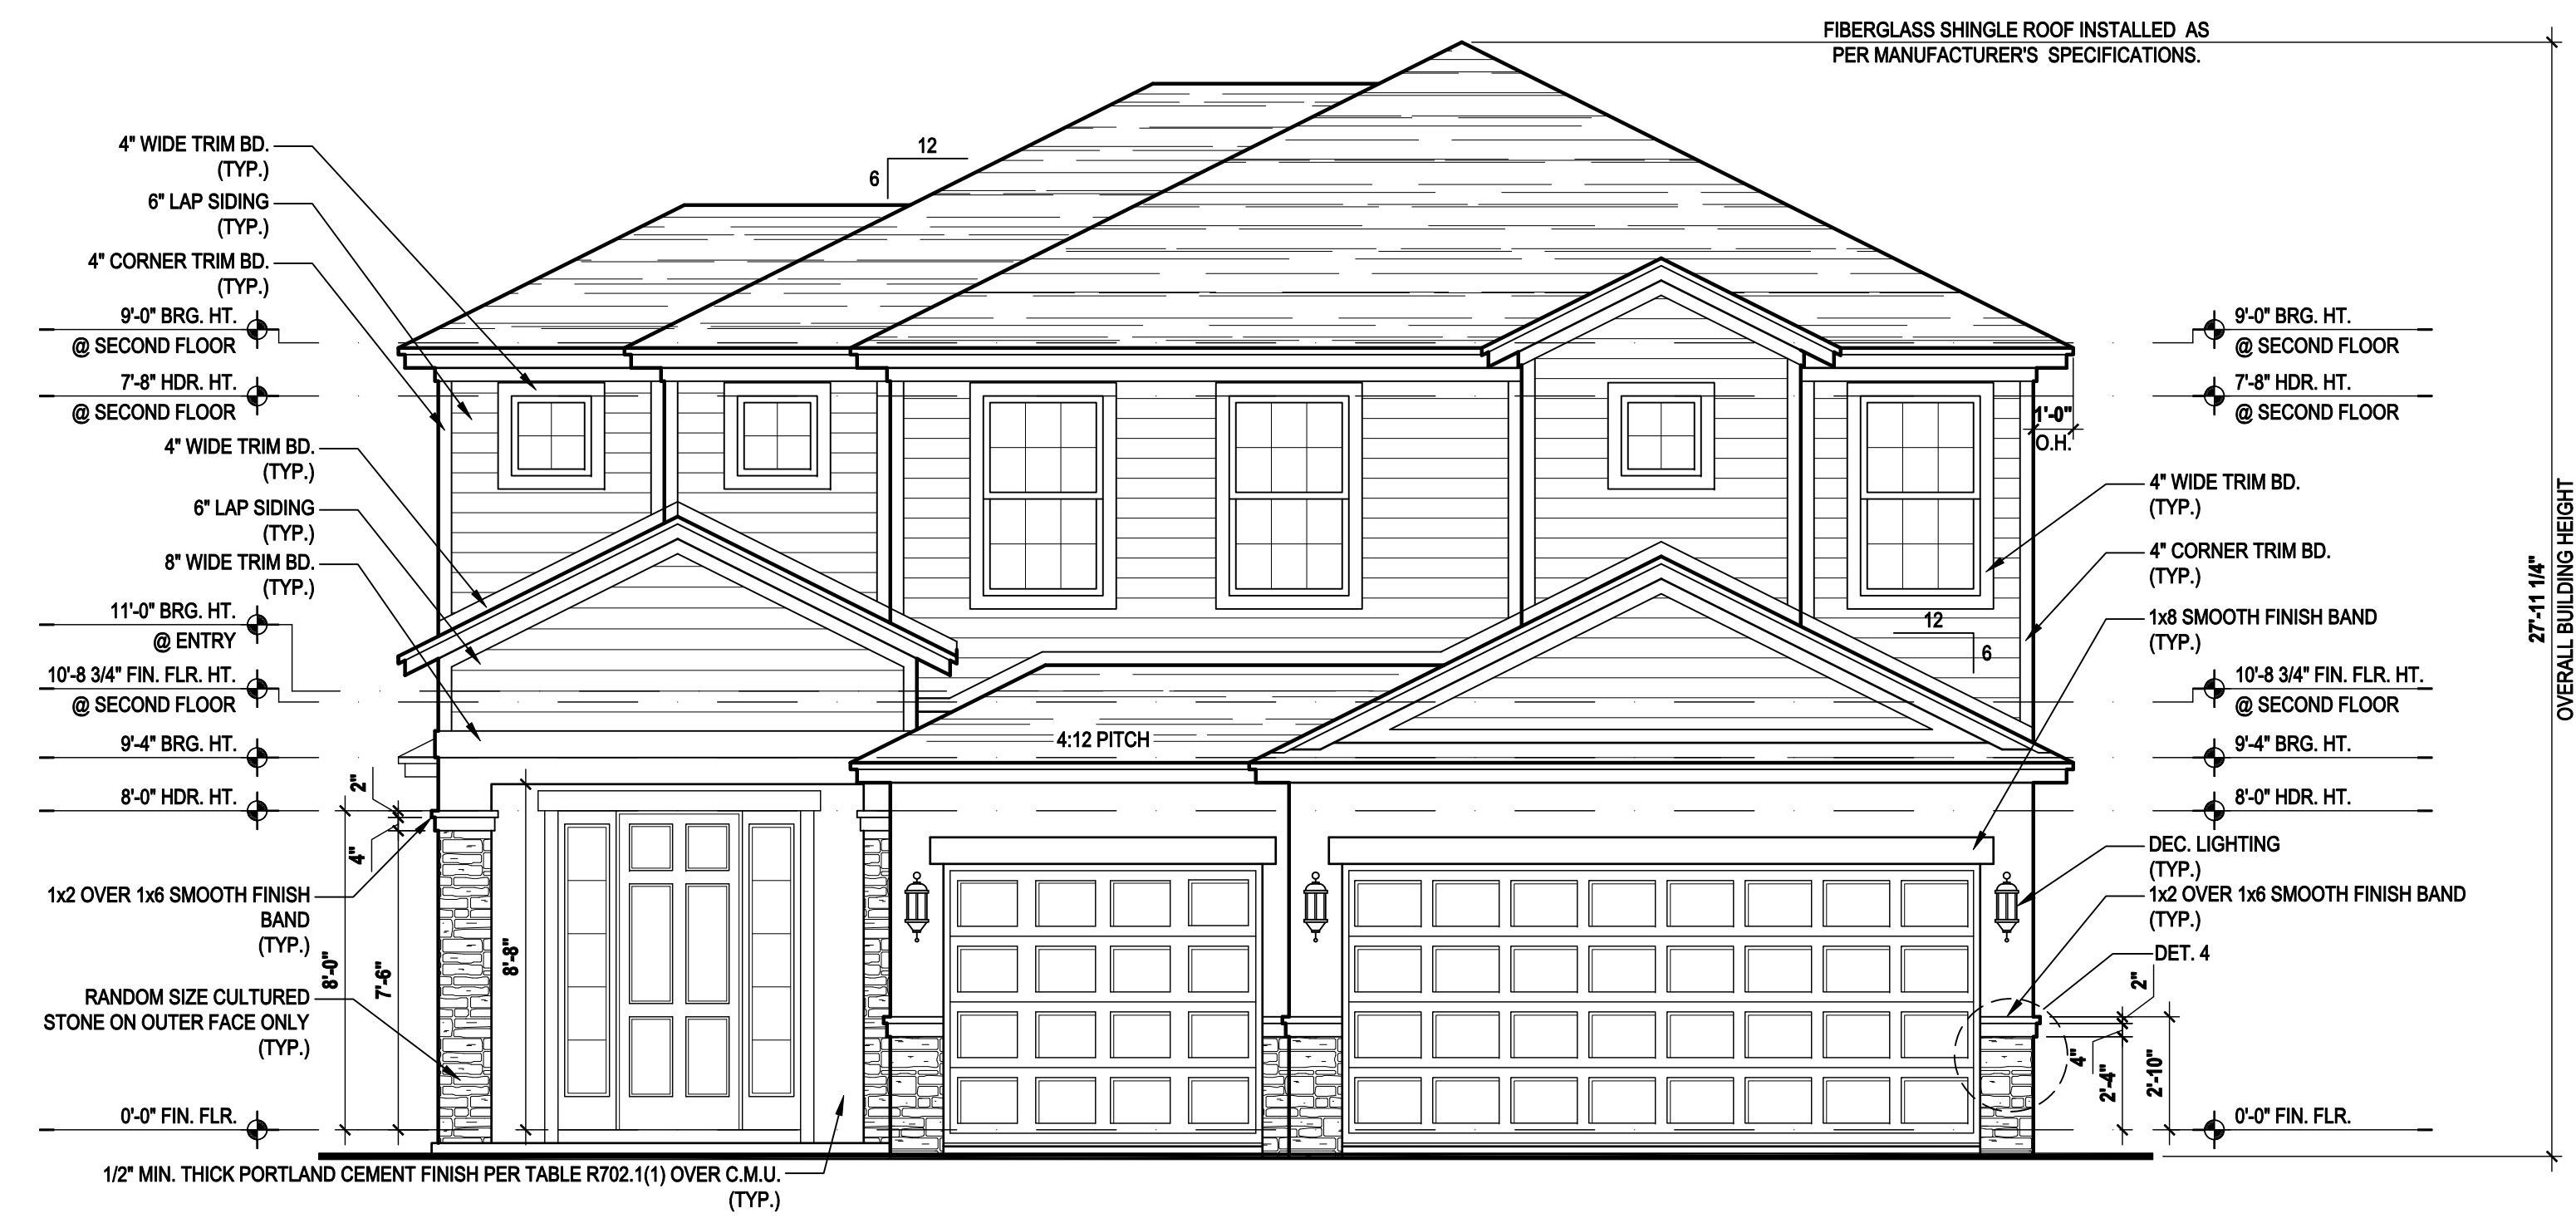 FIBERGLASS SHINGLE ROOF INSTALLED AS
PER MANUFACTURER'S SPECIFICATIONS.
4" WIDE TRIM BD.
(TYP.)
6" LAP SIDING
(TYP.)
4" CORNER TRIM BD.
(TYP.)
9'-0" BRG. HT.
@ SECOND FLOOR
7'-8" HDR. HT.
@ SECOND FLOOR
4" WIDE TRIM BD.
(TYP.)
6" LAP SIDING
(TYP.)
8" WIDE TRIM BD.
(TYP.)
11'-0" BRG. HT.
@ ENTRY
10'-8 3/4" FIN. FLR. HT.
@ SECOND FLOOR
9'-4" BRG. HT.
8'-0" HDR. HT.
2"
4"
1x2 OVER 1x6 SMOOTH FINISH
BAND
(TYP.)
8'-0"
7'-6"
8'-8"
RANDOM SIZE CULTURED
STONE ON OUTER FACE ONLY
(TYP.)
0'-0" FIN. FLR.
1/2" MIN. THICK PORTLAND CEMENT FINISH PER TABLE R702.1(1) OVER C.M.U.
(TYP.)
12
6
4:12 PITCH
12
6
1'-0"
O.H.
9'-0" BRG. HT.
@ SECOND FLOOR
7'-8" HDR. HT.
@ SECOND FLOOR
4" WIDE TRIM BD.
(TYP.)
4" CORNER TRIM BD.
(TYP.)
1x8 SMOOTH FINISH BAND
(TYP.)
10'-8 3/4" FIN. FLR. HT.
@ SECOND FLOOR
9'-4" BRG. HT.
8'-0" HDR. HT.
DEC. LIGHTING
(TYP.)
1x2 OVER 1x6 SMOOTH FINISH BAND
(TYP.)
DET. 4
2"
4"
2'-4"
2'-10"
0'-0" FIN. FLR.
27'-11 1/4"
OVERALL BUILDING HEIGHT